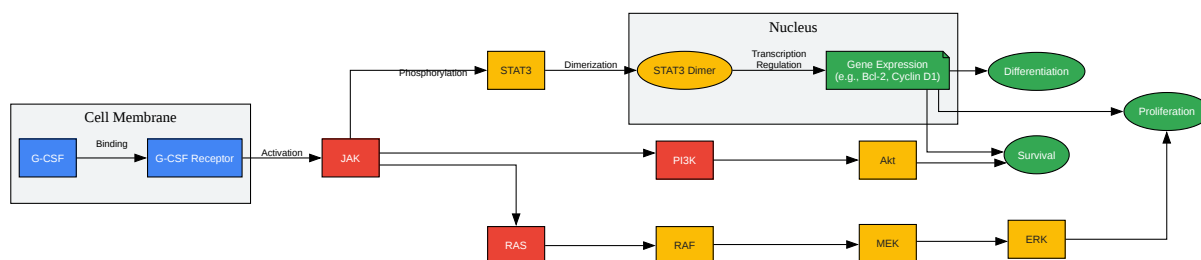 Nucleus
Transcription
Regulation
Phosphorylation
STAT3
Dimerization
STAT3 Dimer
Gene Expression
(e.g., Bcl-2, Cyclin D1)
Differentiation
Proliferation
Cell Membrane
G-CSF
Binding
G-CSF Receptor
Activation
JAK
PI3K
Akt
Survival
RAS
RAF
MEK
ERK